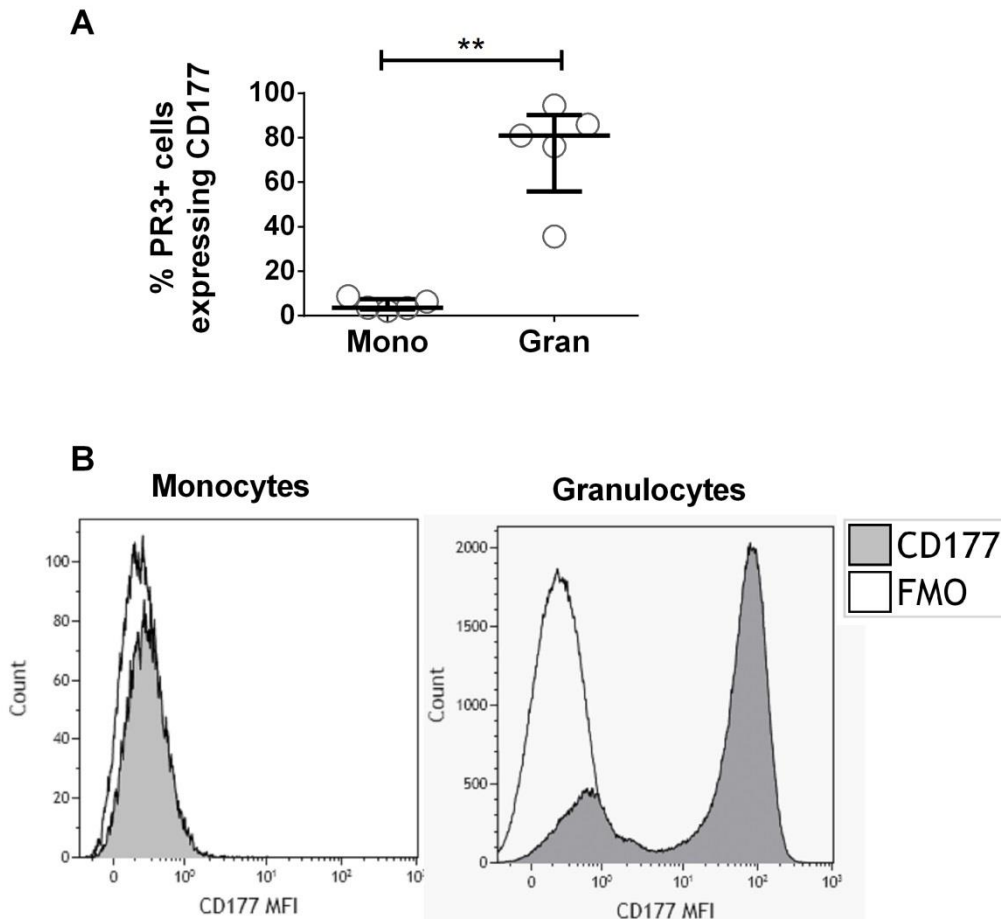 A
**
% PR3+ cells
expressing CD177
100
80
60
40
20
0
Mono
Gran
B
Monocytes
Granulocytes
CD177
FMO
Count
100
80
60
40
20
0
0
10⁰
10¹
10²
10³
CD177 MFI
Count
2000
1500
1000
500
0
0
10⁰
10¹
10²
10³
CD177 MFI